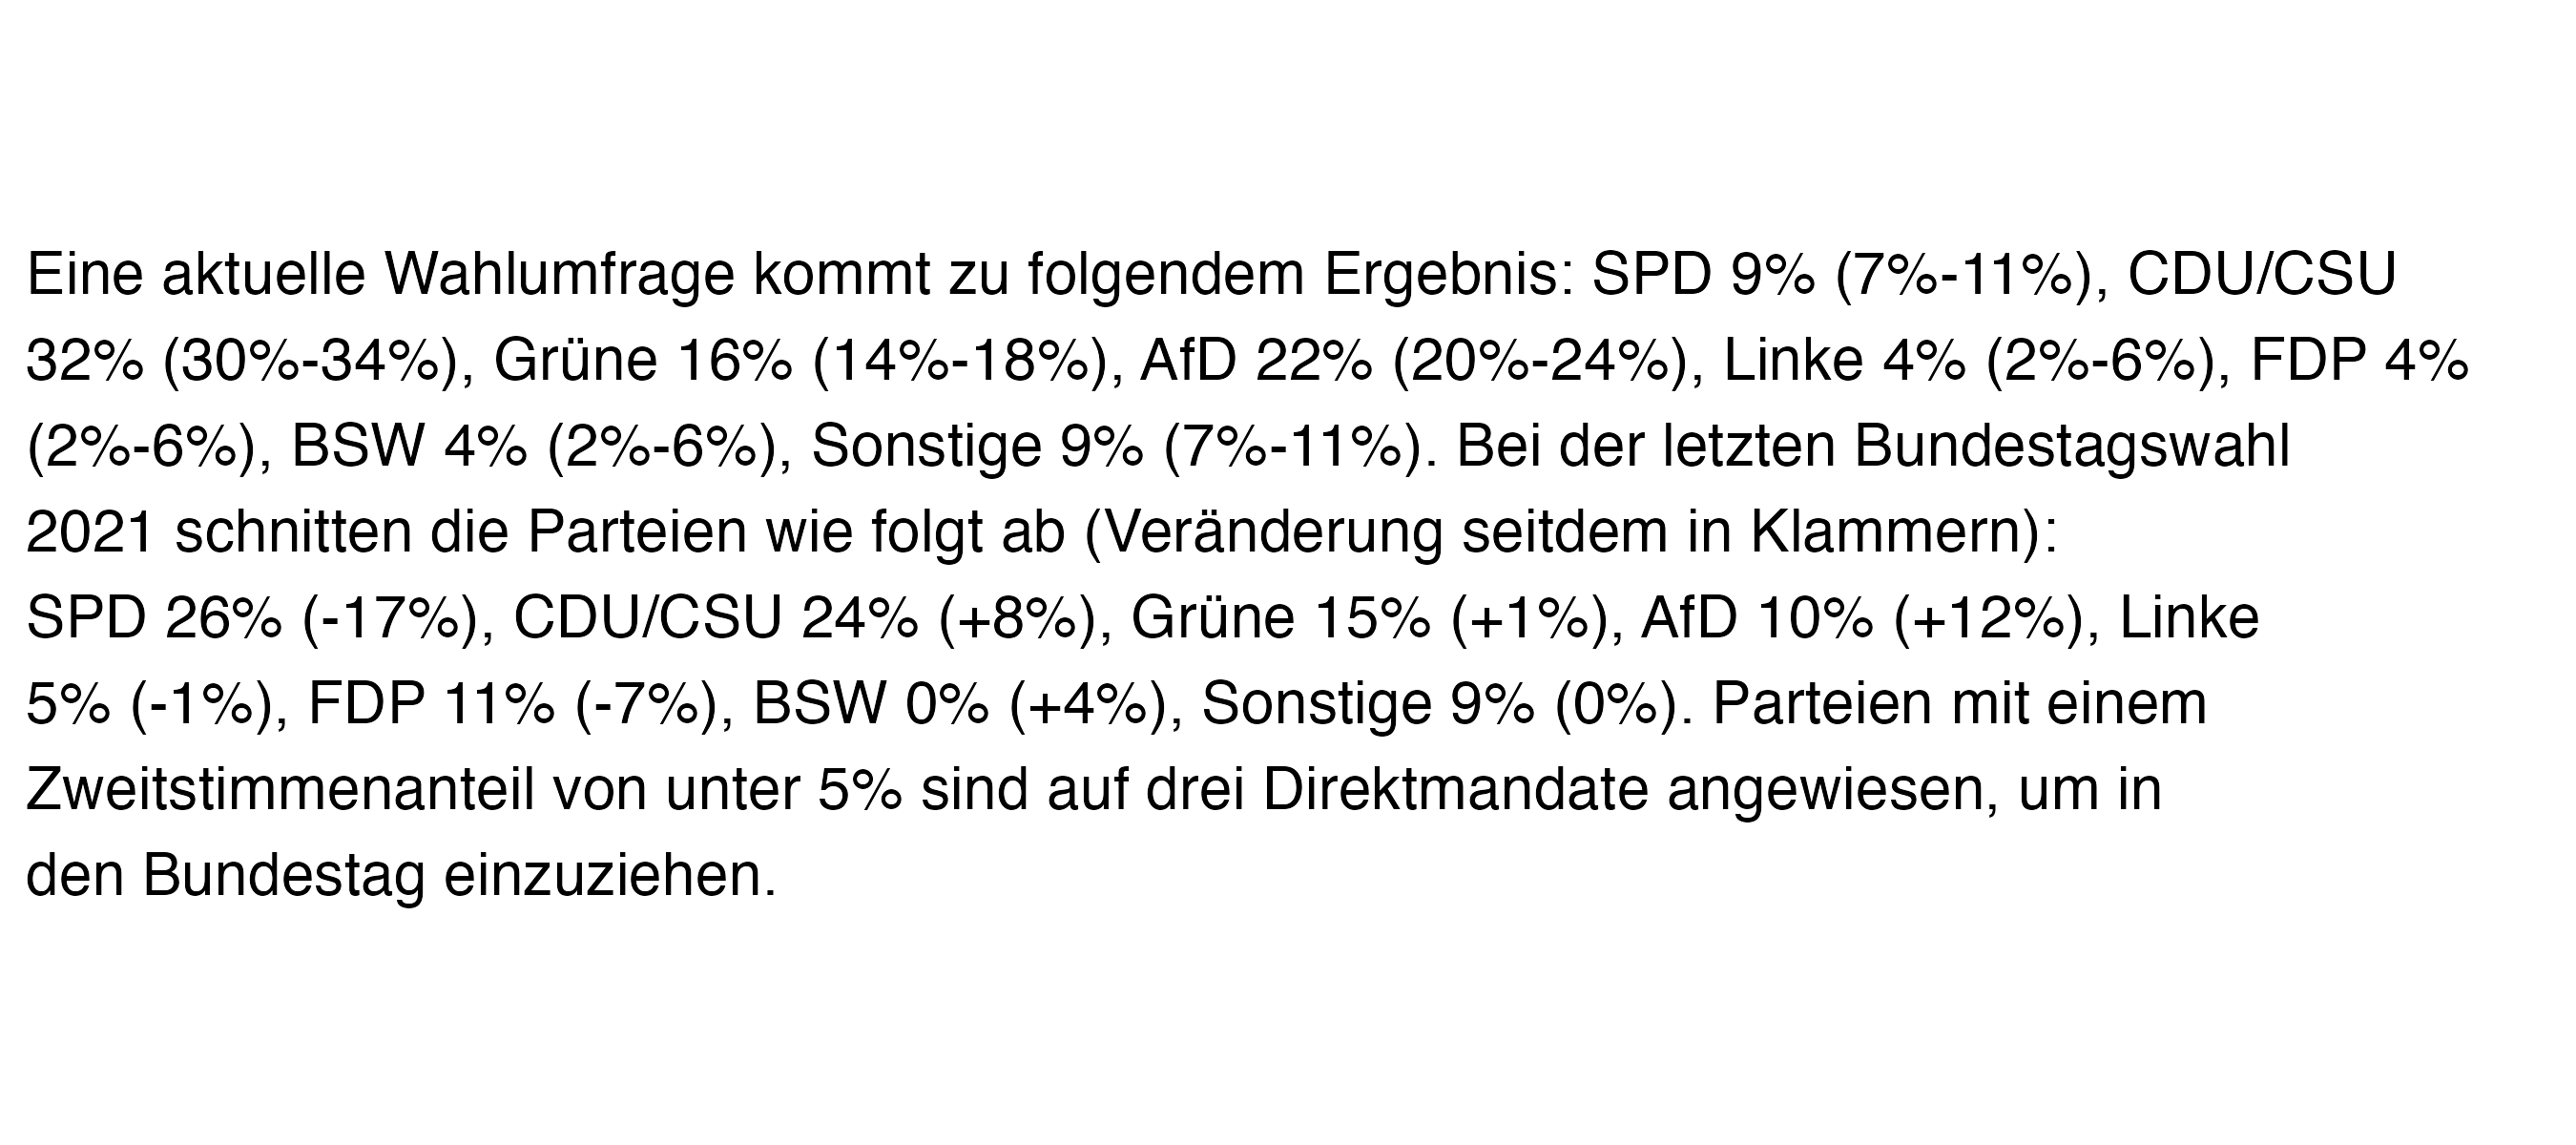 Eine aktuelle Wahlumfrage kommt zu folgendem Ergebnis: SPD 9% (7%-11%), CDU/CSU
32% (30%-34%), Grüne 16% (14%-18%), AfD 22% (20%-24%), Linke 4% (2%-6%), FDP 4%
(2%-6%), BSW 4% (2%-6%), Sonstige 9% (7%-11%). Bei der letzten Bundestagswahl
2021 schnitten die Parteien wie folgt ab (Veränderung seitdem in Klammern):
SPD 26% (-17%), CDU/CSU 24% (+8%), Grüne 15% (+1%), AfD 10% (+12%), Linke
5% (-1%), FDP 11% (-7%), BSW 0% (+4%), Sonstige 9% (0%). Parteien mit einem
Zweitstimmenanteil von unter 5% sind auf drei Direktmandate angewiesen, um in
den Bundestag einzuziehen.